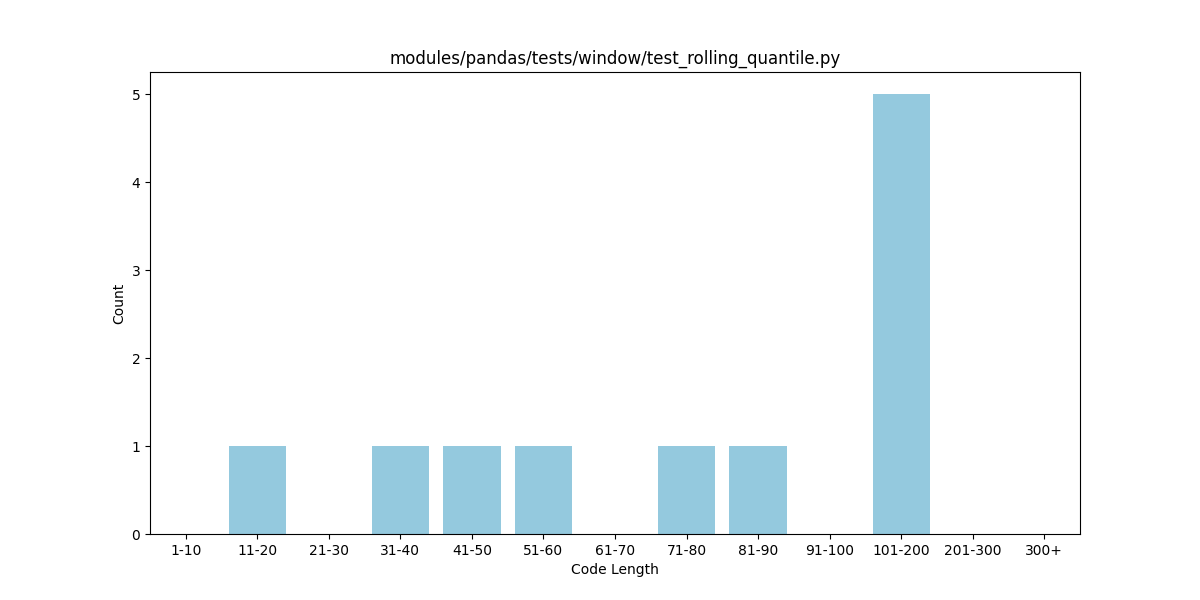 modules/pandas/tests/window/test_rolling_quantile.py
5
4
3
2
1
0
Count
1-10 11-20 21-30 31-40 41-50 51-60 61-70 71-80 81-90 91-100 101-200 201-300 300+
Code Length